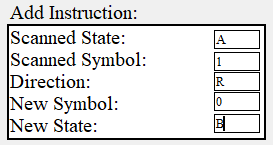 Add Instruction:
Scanned State: A
Scanned Symbol: 1
Direction: R
New Symbol: 0
New State: B